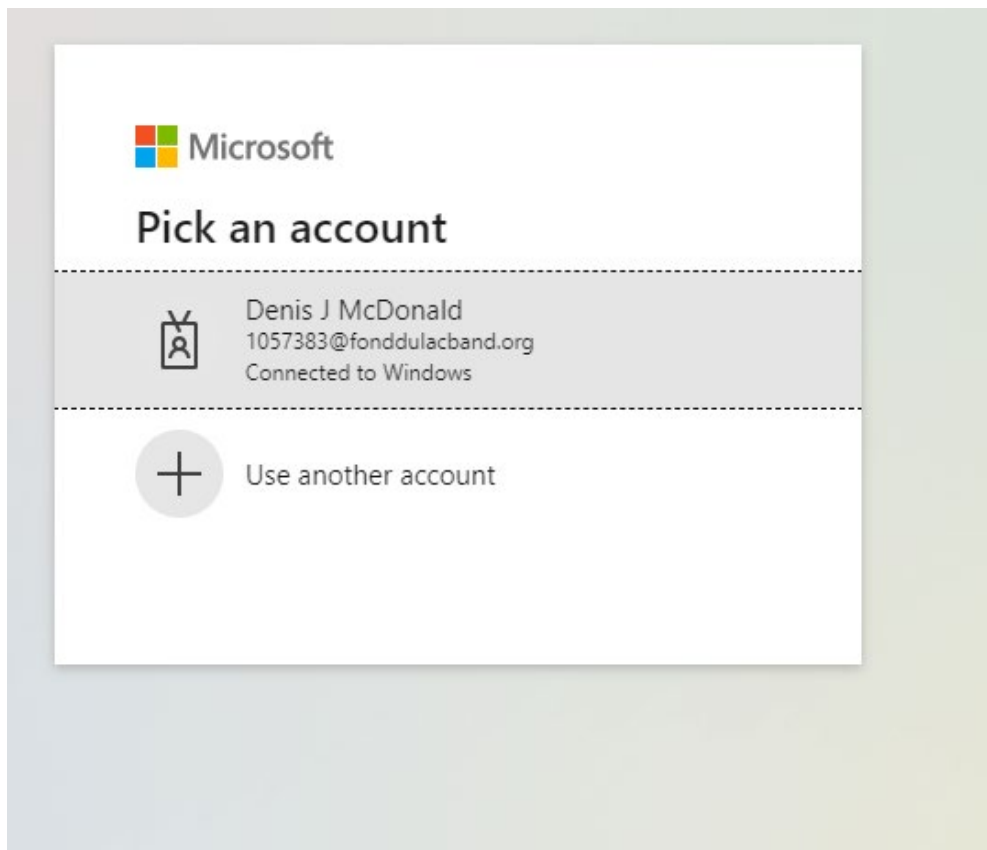 Microsoft
Pick an account
Denis J McDonald
1057383@fonddulacband.org
Connected to Windows
Use another account